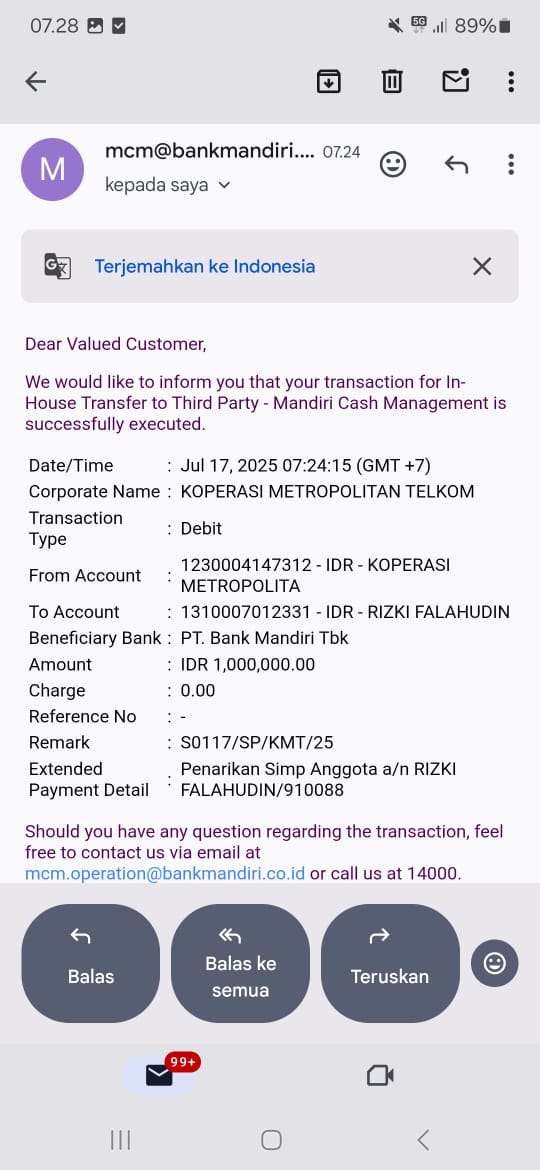 07.28
5G
89%
M
mcm@bankmandiri.... 07.24
kepada saya
G
Terjemahkan ke Indonesia
Dear Valued Customer,
We would like to inform you that your transaction for In-
House Transfer to Third Party - Mandiri Cash Management is
successfully executed.
Date/Time : Jul 17, 2025 07:24:15 (GMT +7)
Corporate Name : KOPERASI METROPOLITAN TELKOM
Transaction
Type : Debit
From Account : 1230004147312 - IDR - KOPERASI
METROPOLITA
To Account : 1310007012331 - IDR - RIZKI FALAHUDIN
Beneficiary Bank : PT. Bank Mandiri Tbk
Amount : IDR 1,000,000.00
Charge : 0.00
Reference No : -
Remark : S0117/SP/KMT/25
Extended
Payment Detail : Penarikan Simp Anggota a/n RIZKI
FALAHUDIN/910088
Should you have any question regarding the transaction, feel
free to contact us via email at
mcm.operation@bankmandiri.co.id or call us at 14000.
Balas
Balas ke
semua
Teruskan
99+